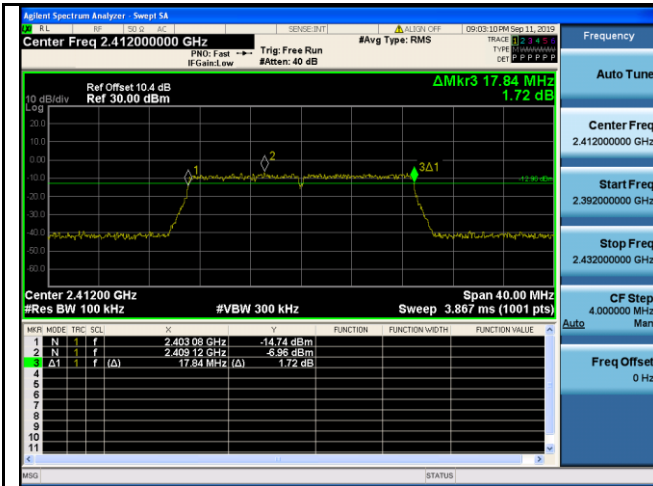 Agilent Spectrum Analyzer - Swept SA
RL RF 50 Ω AC SENSE:INT ALIGN OFF 09:03:10 PM Sep 11, 2019
Center Freq 2.412000000 GHz #Avg Type: RMS TRACE 1 2 3 4 5 6
PNO: Fast Trig: Free Run TYPE
IFGain:Low #Atten: 40 dB DET P P P P P P
ΔMkr3 17.84 MHz
1.72 dB
Ref Offset 10.4 dB
10 dB/div Ref 30.00 dBm
Log
20.0
10.0
0.00
-10.0
-20.0
-30.0
-40.0
-50.0
-60.0
1
2
3Δ1
-12.90 dBm
Center 2.41200 GHz Span 40.00 MHz
#Res BW 100 kHz #VBW 300 kHz Sweep 3.867 ms (1001 pts)
MKR MODE TRC SCL X Y FUNCTION FUNCTION WIDTH FUNCTION VALUE
1 N 1 f 2.403 08 GHz -14.74 dBm
2 N 1 f 2.409 12 GHz -6.96 dBm
3 Δ1 1 f (Δ) 17.84 MHz (Δ) 1.72 dB
4
5
6
7
8
9
10
11
MSG STATUS
Frequency
Auto Tune
Center Freq
2.412000000 GHz
Start Freq
2.392000000 GHz
Stop Freq
2.432000000 GHz
CF Step
4.000000 MHz
Auto Man
Freq Offset
0 Hz